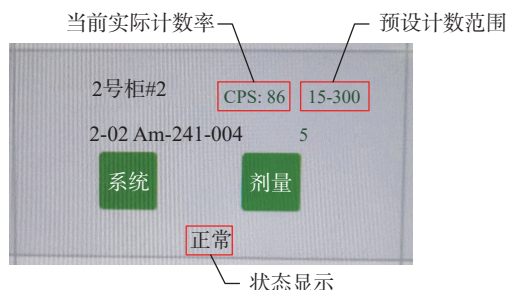 当前实际计数率 预设计数范围
2号柜#2 CPS: 86 15-300
2-02 Am-241-004 5
系统 剂量
正常
状态显示